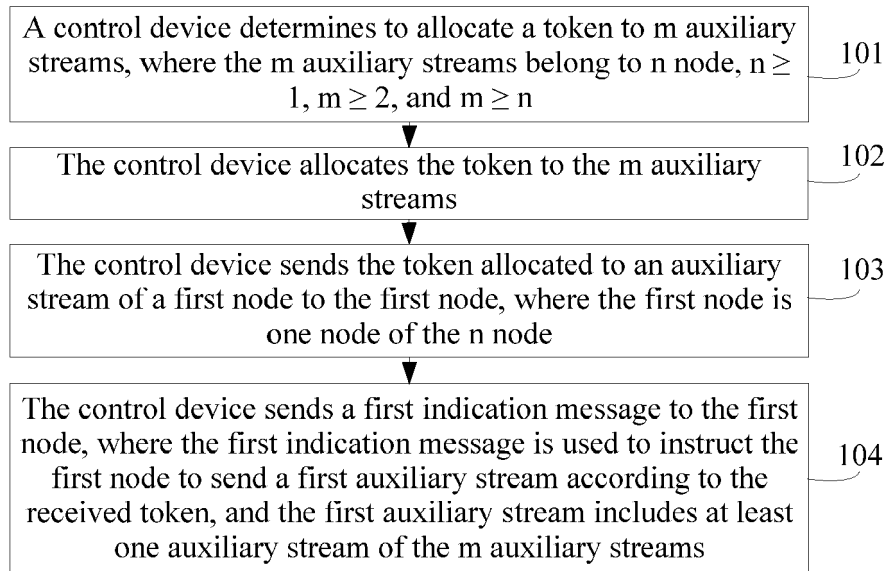 A control device determines to allocate a token to m auxiliary
streams, where the m auxiliary streams belong to n node, n ≥
1, m ≥ 2, and m ≥ n
101
The control device allocates the token to the m auxiliary
streams
102
The control device sends the token allocated to an auxiliary
stream of a first node to the first node, where the first node is
one node of the n node
103
The control device sends a first indication message to the first
node, where the first indication message is used to instruct the
first node to send a first auxiliary stream according to the
received token, and the first auxiliary stream includes at least
one auxiliary stream of the m auxiliary streams
104